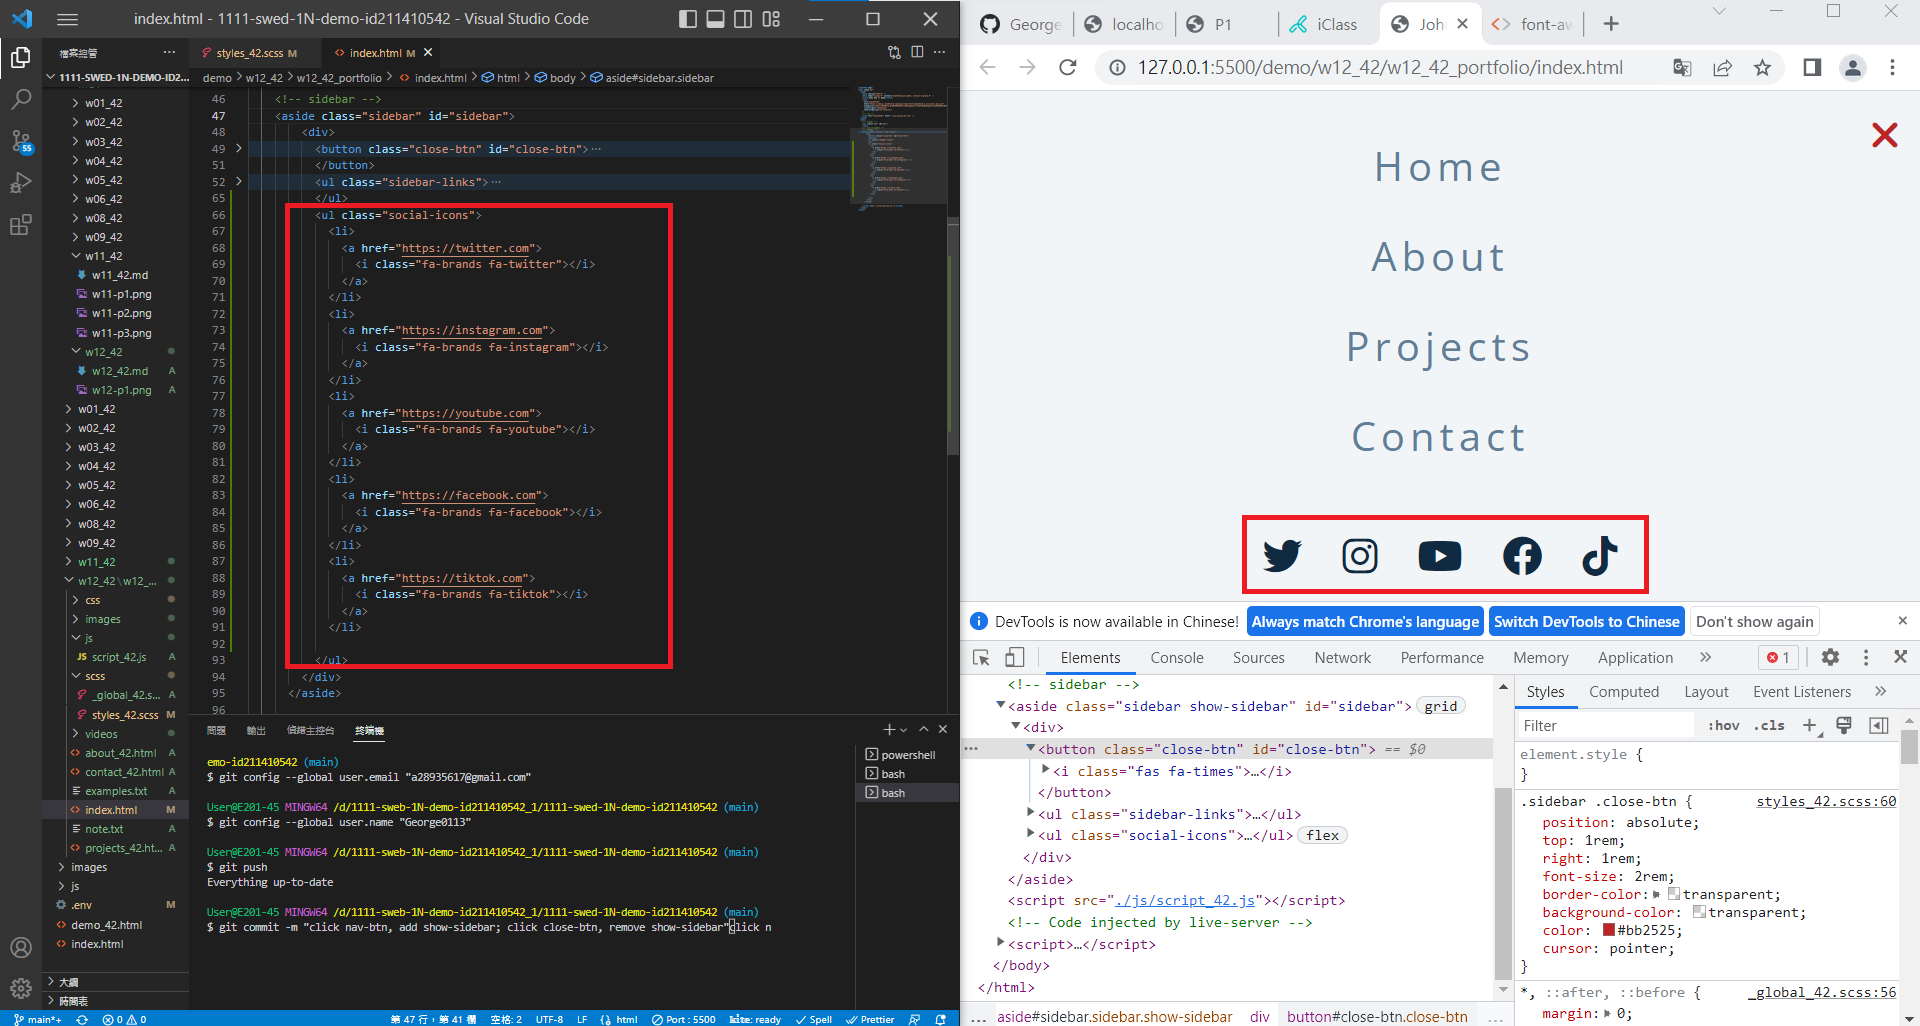 index.html - 1111-swed-1N-demo-id211410542 - Visual Studio Code
檔案總管
styles_42.scss M
index.html M
1111-SWED-1N-DEMO-ID2...
demo > w12_42 > w12_42_portfolio > index.html > html > body > aside#sidebar.sidebar
w01_42
w02_42
w03_42
w04_42
w05_42
w06_42
w08_42
w09_42
w11_42
w11_42.md
w11-p1.png
w11-p2.png
w11-p3.png
w12_42
w12_42.md A
w12-p1.png A
w01_42
w02_42
w03_42
w04_42
w05_42
w06_42
w08_42
w09_42
w11_42
w12_42\w12_...
css
images
js
JS script_42.js A
scss
_global_42.s... A
styles_42.scss M
videos
about_42.html A
contact_42.html A
examples.txt A
index.html M
note.txt A
projects_42.ht... A
images
js
.env M
demo_42.html
index.html
大綱
時間表
55
46 <!-- sidebar -->
47 <aside class="sidebar" id="sidebar">
48 <div>
49 <button class="close-btn" id="close-btn">...
51 </button>
52 <ul class="sidebar-links">...
65 </ul>
66 <ul class="social-icons">
67 <li>
68 <a href="https://twitter.com">
69 <i class="fa-brands fa-twitter"></i>
70 </a>
71 </li>
72 <li>
73 <a href="https://instagram.com">
74 <i class="fa-brands fa-instagram"></i>
75 </a>
76 </li>
77 <li>
78 <a href="https://youtube.com">
79 <i class="fa-brands fa-youtube"></i>
80 </a>
81 </li>
82 <li>
83 <a href="https://facebook.com">
84 <i class="fa-brands fa-facebook"></i>
85 </a>
86 </li>
87 <li>
88 <a href="https://tiktok.com">
89 <i class="fa-brands fa-tiktok"></i>
90 </a>
91 </li>
92
93 </ul>
94 </div>
95 </aside>
96
問題 輸出 偵錯主控台 終端機
emo-id211410542 (main)
$ git config --global user.email "a28935617@gmail.com"
User@E201-45 MINGW64 /d/1111-sweb-1N-demo-id211410542_1/1111-swed-1N-demo-id211410542 (main)
$ git config --global user.name "George0113"
User@E201-45 MINGW64 /d/1111-sweb-1N-demo-id211410542_1/1111-swed-1N-demo-id211410542 (main)
$ git push
Everything up-to-date
User@E201-45 MINGW64 /d/1111-sweb-1N-demo-id211410542_1/1111-swed-1N-demo-id211410542 (main)
$ git commit -m "click nav-btn, add show-sidebar; click close-btn, remove show-sidebar"click n
powershell
bash
bash
main*+ 0 0 第 47 行，第 41 欄 空格: 2 UTF-8 LF html Port : 5500 kite: ready Spell Prettier
George localho P1 iClass Joh font-aw
127.0.0.1:5500/demo/w12_42/w12_42_portfolio/index.html
Home
About
Projects
Contact
DevTools is now available in Chinese! Always match Chrome's language Switch DevTools to Chinese Don't show again
Elements Console Sources Network Performance Memory Application 1
<!-- sidebar -->
<aside class="sidebar show-sidebar" id="sidebar"> grid
<div>
... <button class="close-btn" id="close-btn"> == $0
<i class="fas fa-times">…</i>
</button>
<ul class="sidebar-links">…</ul>
<ul class="social-icons">…</ul> flex
</div>
</aside>
<script src="./js/script_42.js"></script>
<!-- Code injected by live-server -->
<script>…</script>
</body>
</html>
... aside#sidebar.sidebar.show-sidebar div button#close-btn.close-btn ...
Styles Computed Layout Event Listeners
Filter :hov .cls
element.style {
}
.sidebar .close-btn { styles_42.scss:60
position: absolute;
top: 1rem;
right: 1rem;
font-size: 2rem;
border-color: transparent;
background-color: transparent;
color: #bb2525;
cursor: pointer;
}
*, ::after, ::before { _global_42.scss:56
margin: 0;